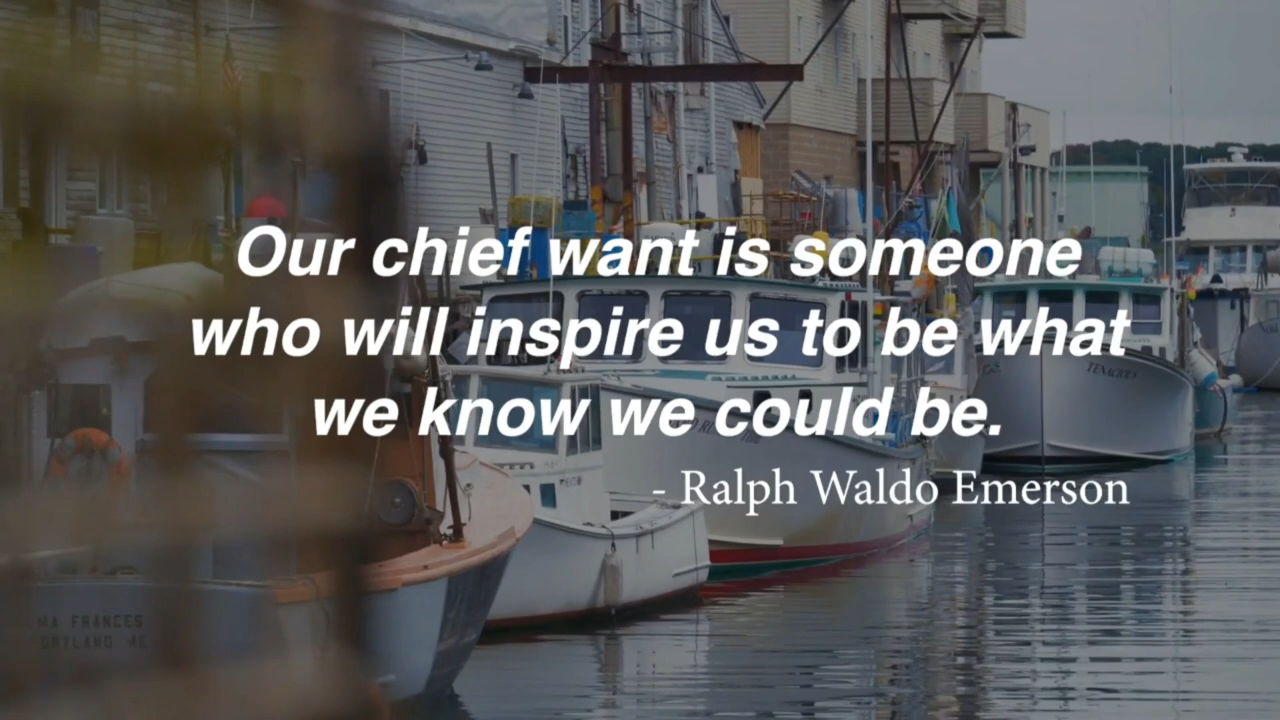 Our chief want is someone
who will inspire us to be what
we know we could be.
- Ralph Waldo Emerson
TENACIOUS
MA FRANCES